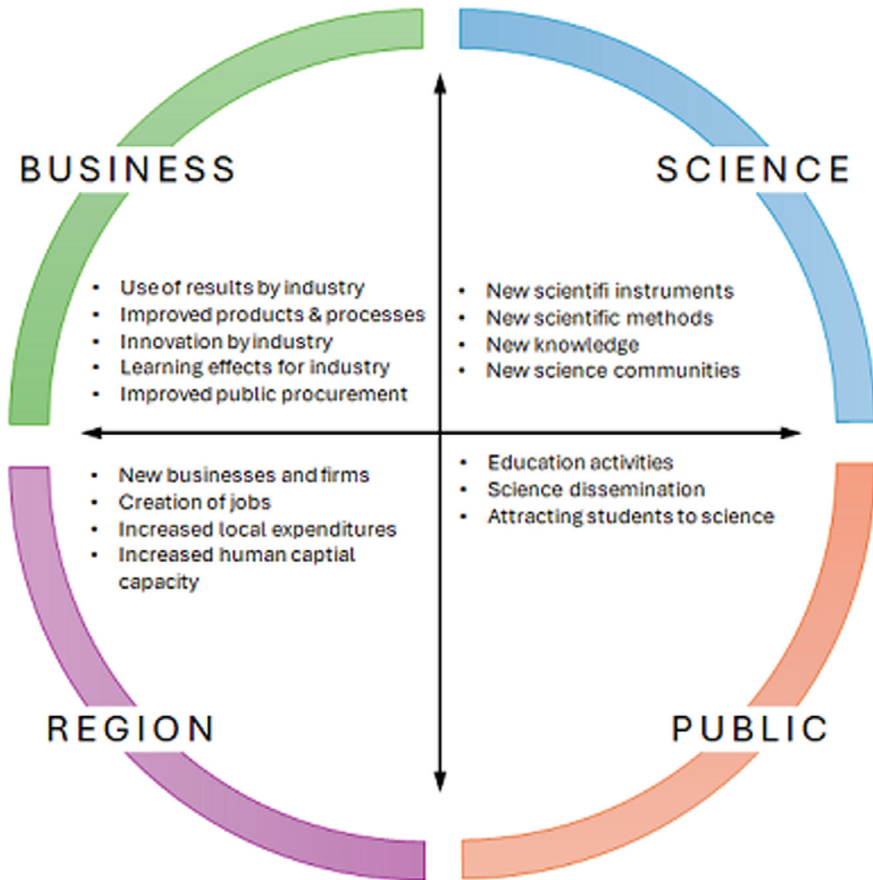 BUSINESS
SCIENCE
• Use of results by industry
• Improved products & processes
• Innovation by industry
• Learning effects for industry
• Improved public procurement
• New scientifi instruments
• New scientific methods
• New knowledge
• New science communities
• New businesses and firms
• Creation of jobs
• Increased local expenditures
• Increased human captial
capacity
• Education activities
• Science dissemination
• Attracting students to science
REGION
PUBLIC